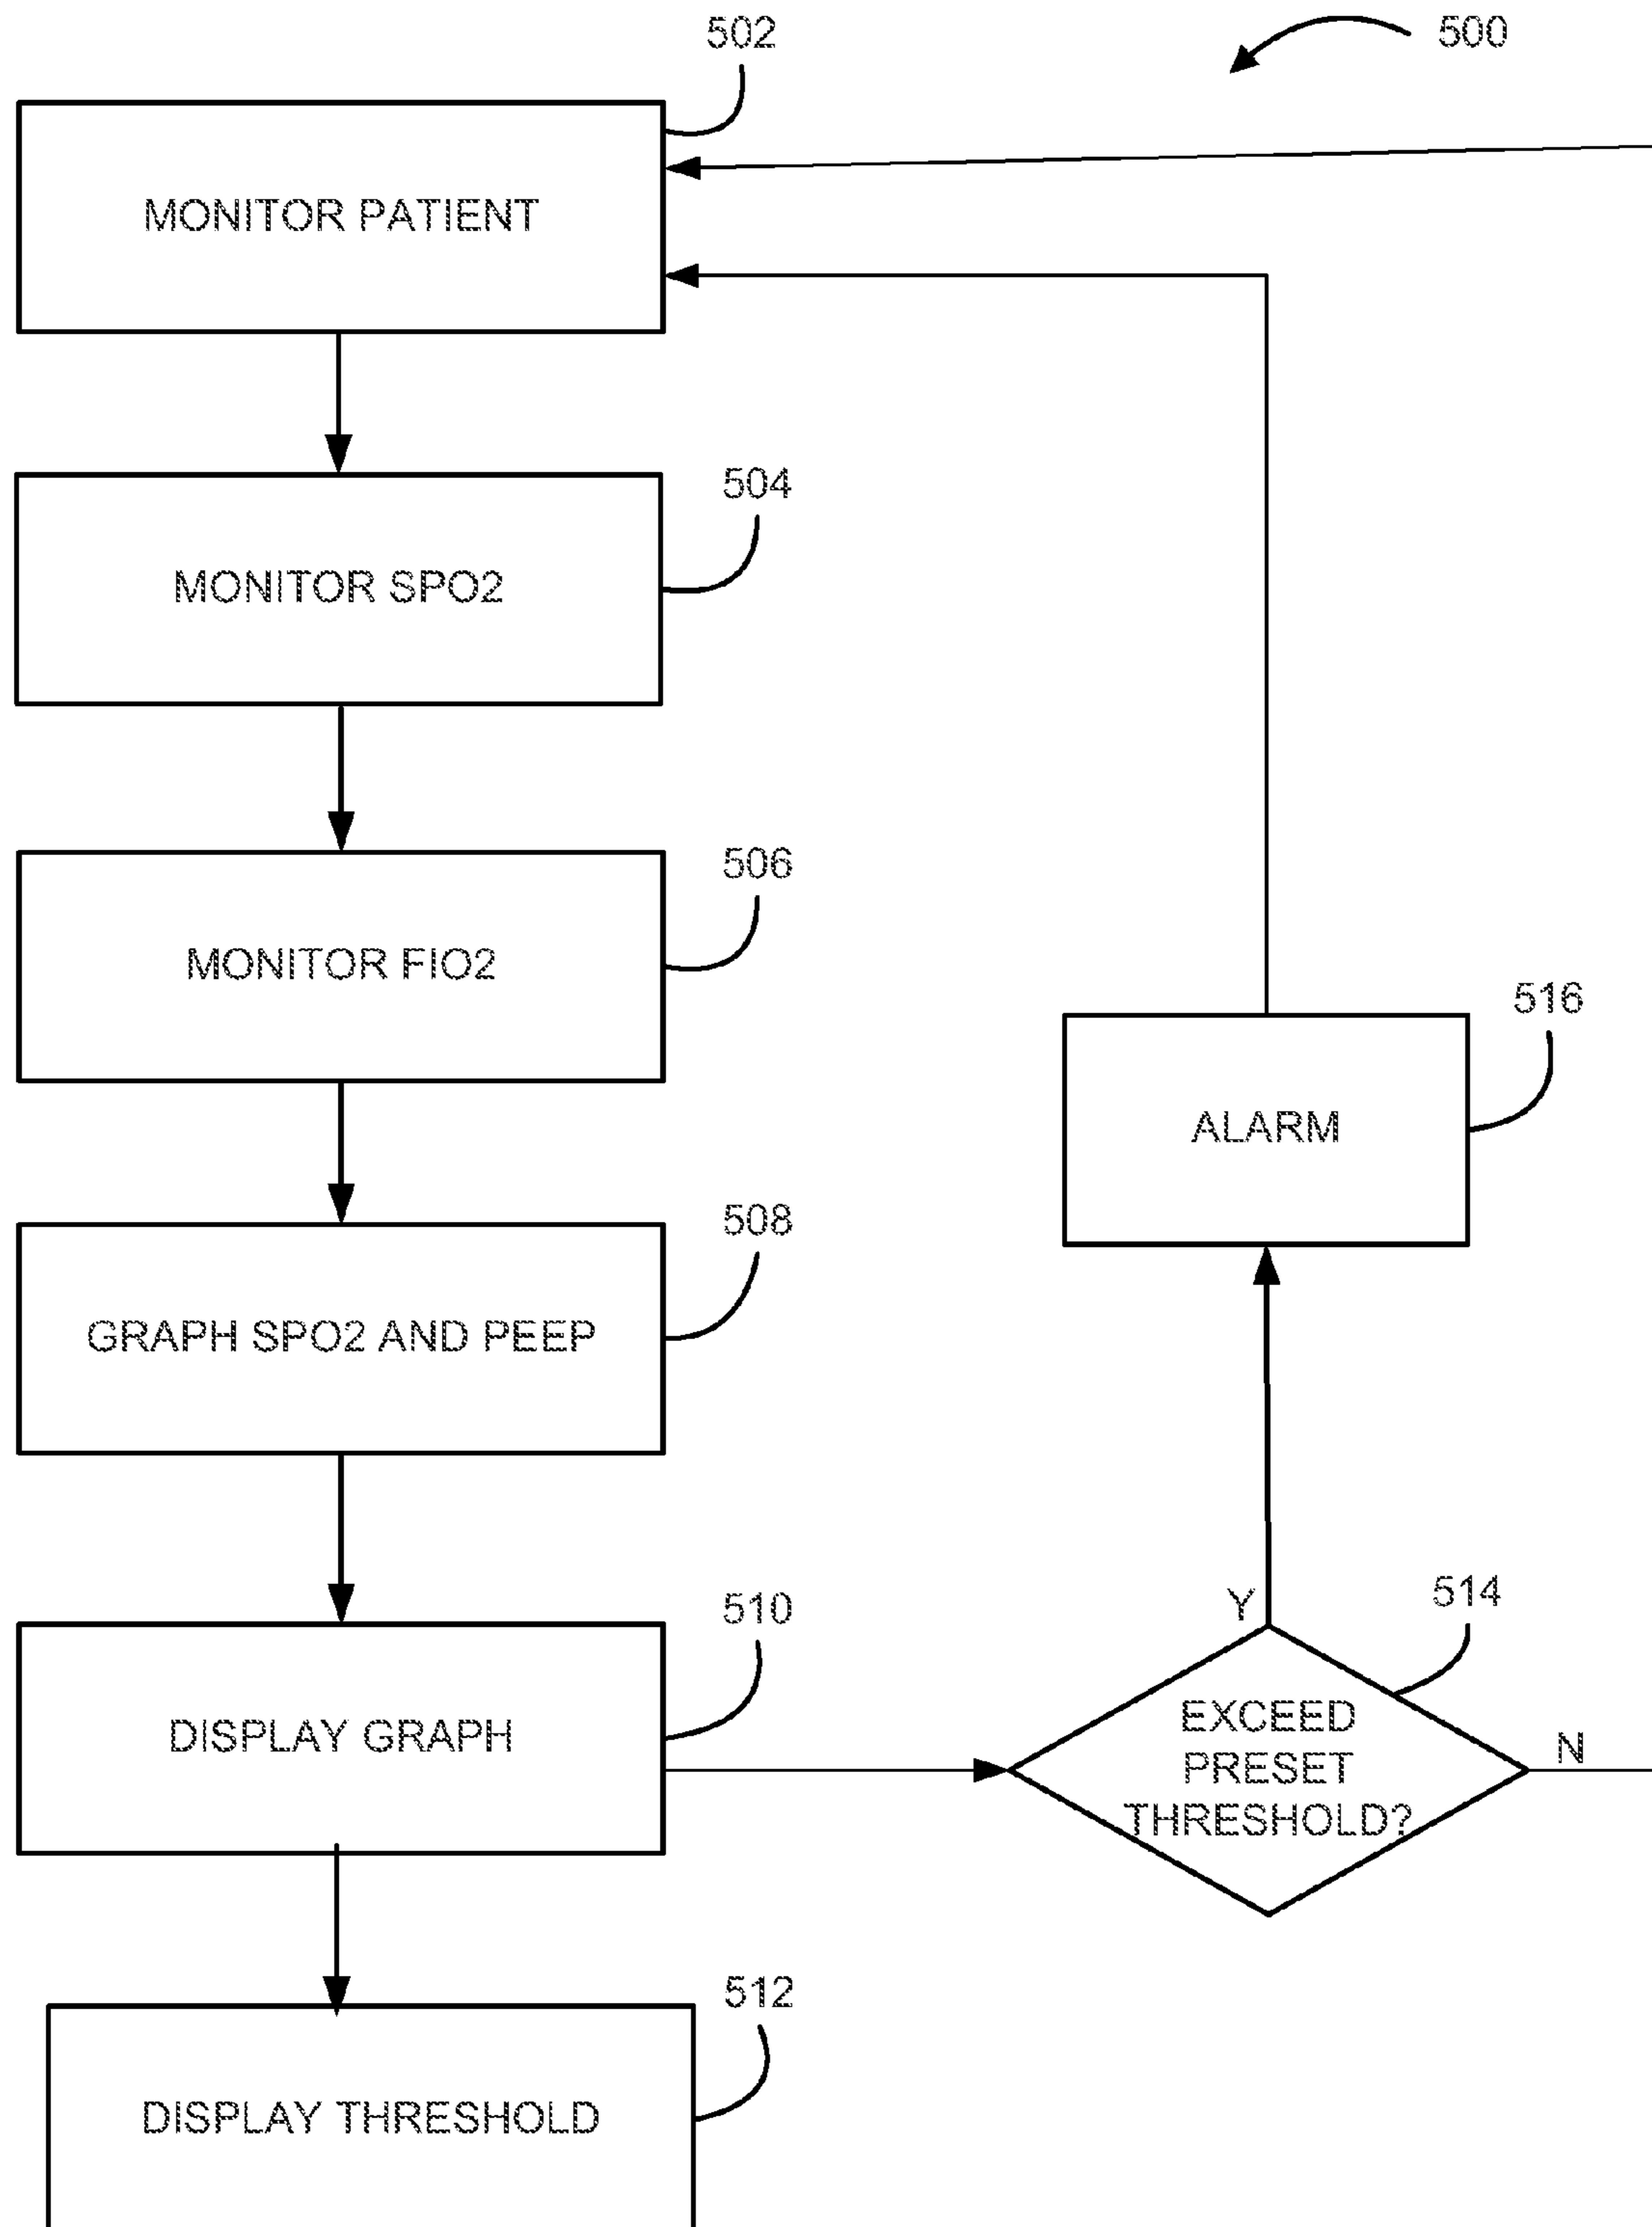 502
500
MONITOR PATIENT
504
MONITOR SPO2
506
MONITOR FIO2
516
ALARM
508
GRAPH SPO2 AND PEEP
510
DISPLAY GRAPH
Y
514
EXCEED
PRESET
THRESHOLD?
N
512
DISPLAY THRESHOLD